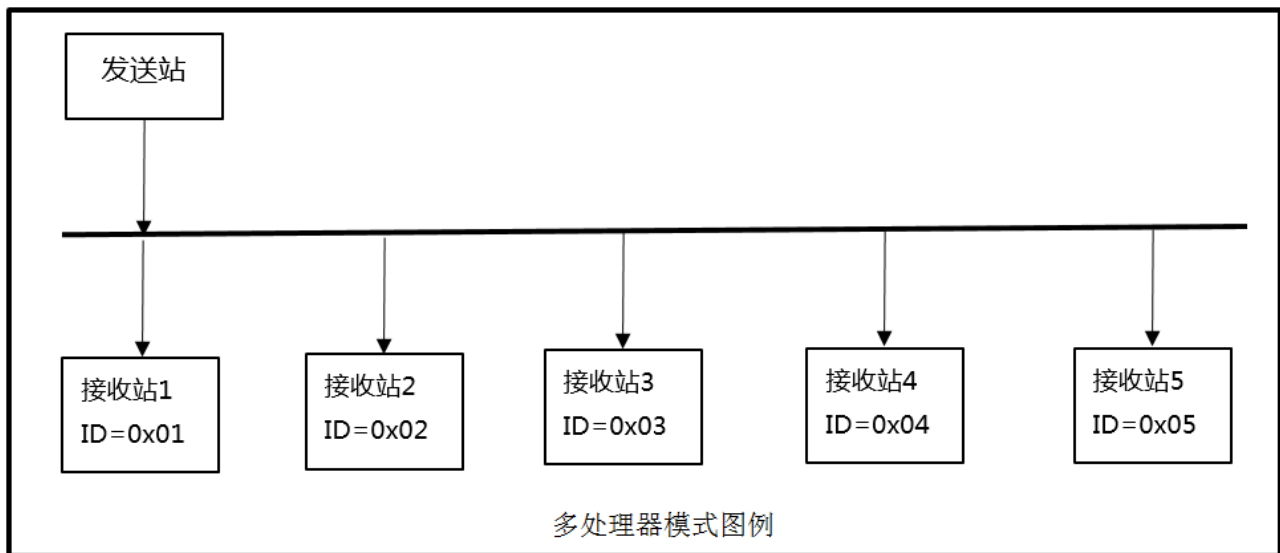 发送站
接收站1
ID=0x01
接收站2
ID=0x02
接收站3
ID=0x03
接收站4
ID=0x04
接收站5
ID=0x05
多处理器模式图例